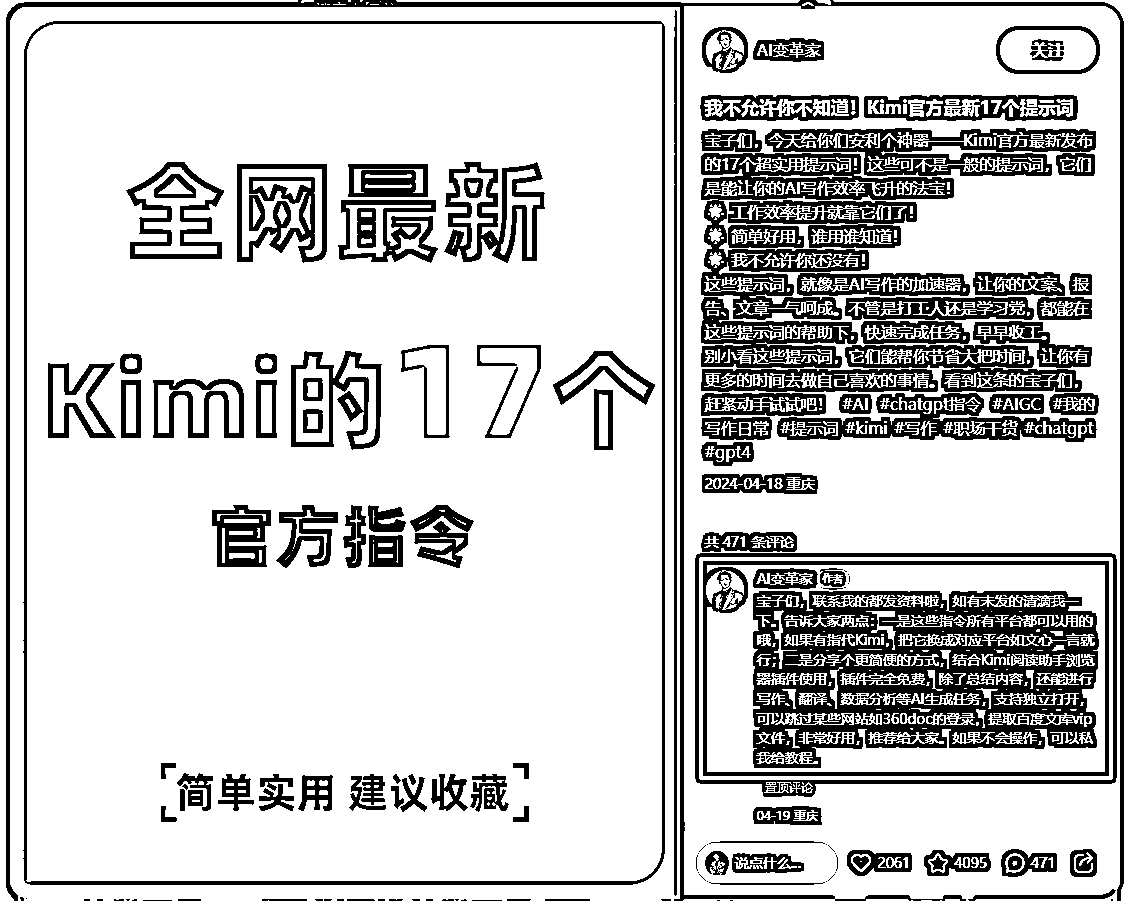 全网最新
Kimi的17个
官方指令
简单实用 建议收藏
AI变革家
关注
我不允许你不知道！Kimi官方最新17个提示词
宝子们，今天给你们安利个神器——Kimi官方最新发布
的17个超实用提示词！这些可不是一般的提示词，它们
是能让你的AI写作效率飞升的法宝！
工作效率提升就靠它们了！
简单好用，谁用谁知道！
我不允许你还没有！
这些提示词，就像是AI写作的加速器，让你的文案、报
告、文章一气呵成。不管是打工人还是学习党，都能在
这些提示词的帮助下，快速完成任务，早早收工。
别小看这些提示词，它们能帮你节省大把时间，让你有
更多的时间去做自己喜欢的事情。看到这条的宝子们，
赶紧动手试试吧！ #AI #chatgpt指令 #AIGC #我的
写作日常 #提示词 #kimi #写作 #职场干货 #chatgpt
#gpt4
2024-04-18 重庆
共 471 条评论
AI变革家 作者
宝子们，联系我的都发资料啦，如有未发的请滴我一
下。告诉大家两点：一是这些指令所有平台都可以用的
哦，如果有指代Kimi，把它换成对应平台如文心一言就
行；二是分享个更简便的方式，结合Kimi阅读助手浏览
器插件使用，插件完全免费，除了总结内容，还能进行
写作、翻译、数据分析等AI生成任务，支持独立打开，
可以跳过某些网站如360doc的登录，提取百度文库vip
文件，非常好用，推荐给大家。如果不会操作，可以私
我给教程。
置顶评论
04-19 重庆
说点什么...
2061
4095
471